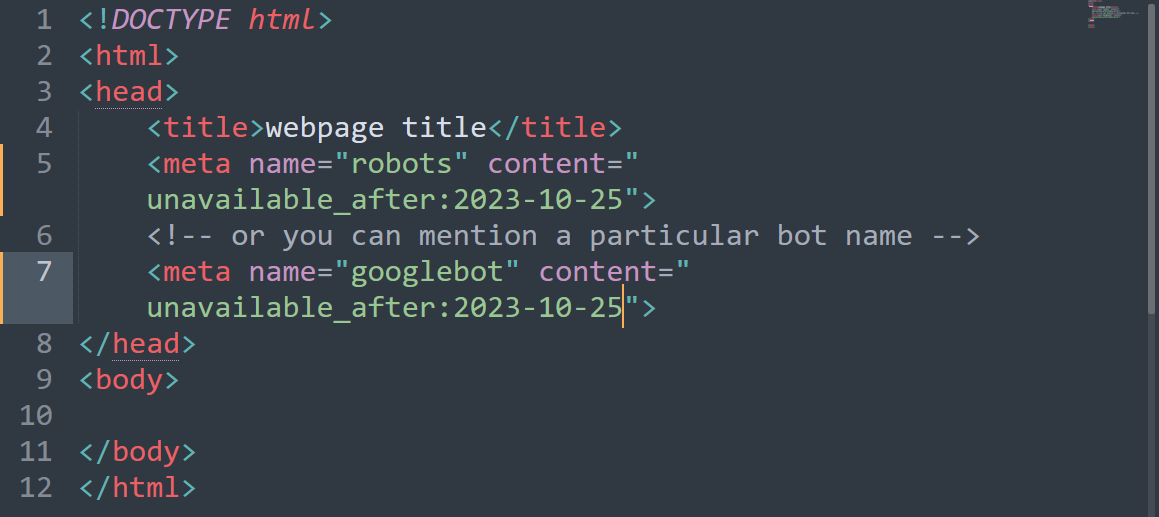 1 <!DOCTYPE html>
2 <html>
3 <head>
4     <title>webpage title</title>
5     <meta name="robots" content="
    unavailable_after:2023-10-25">
6     <!-- or you can mention a particular bot name -->
7     <meta name="googlebot" content="
    unavailable_after:2023-10-25">
8 </head>
9 <body>
10
11 </body>
12 </html>